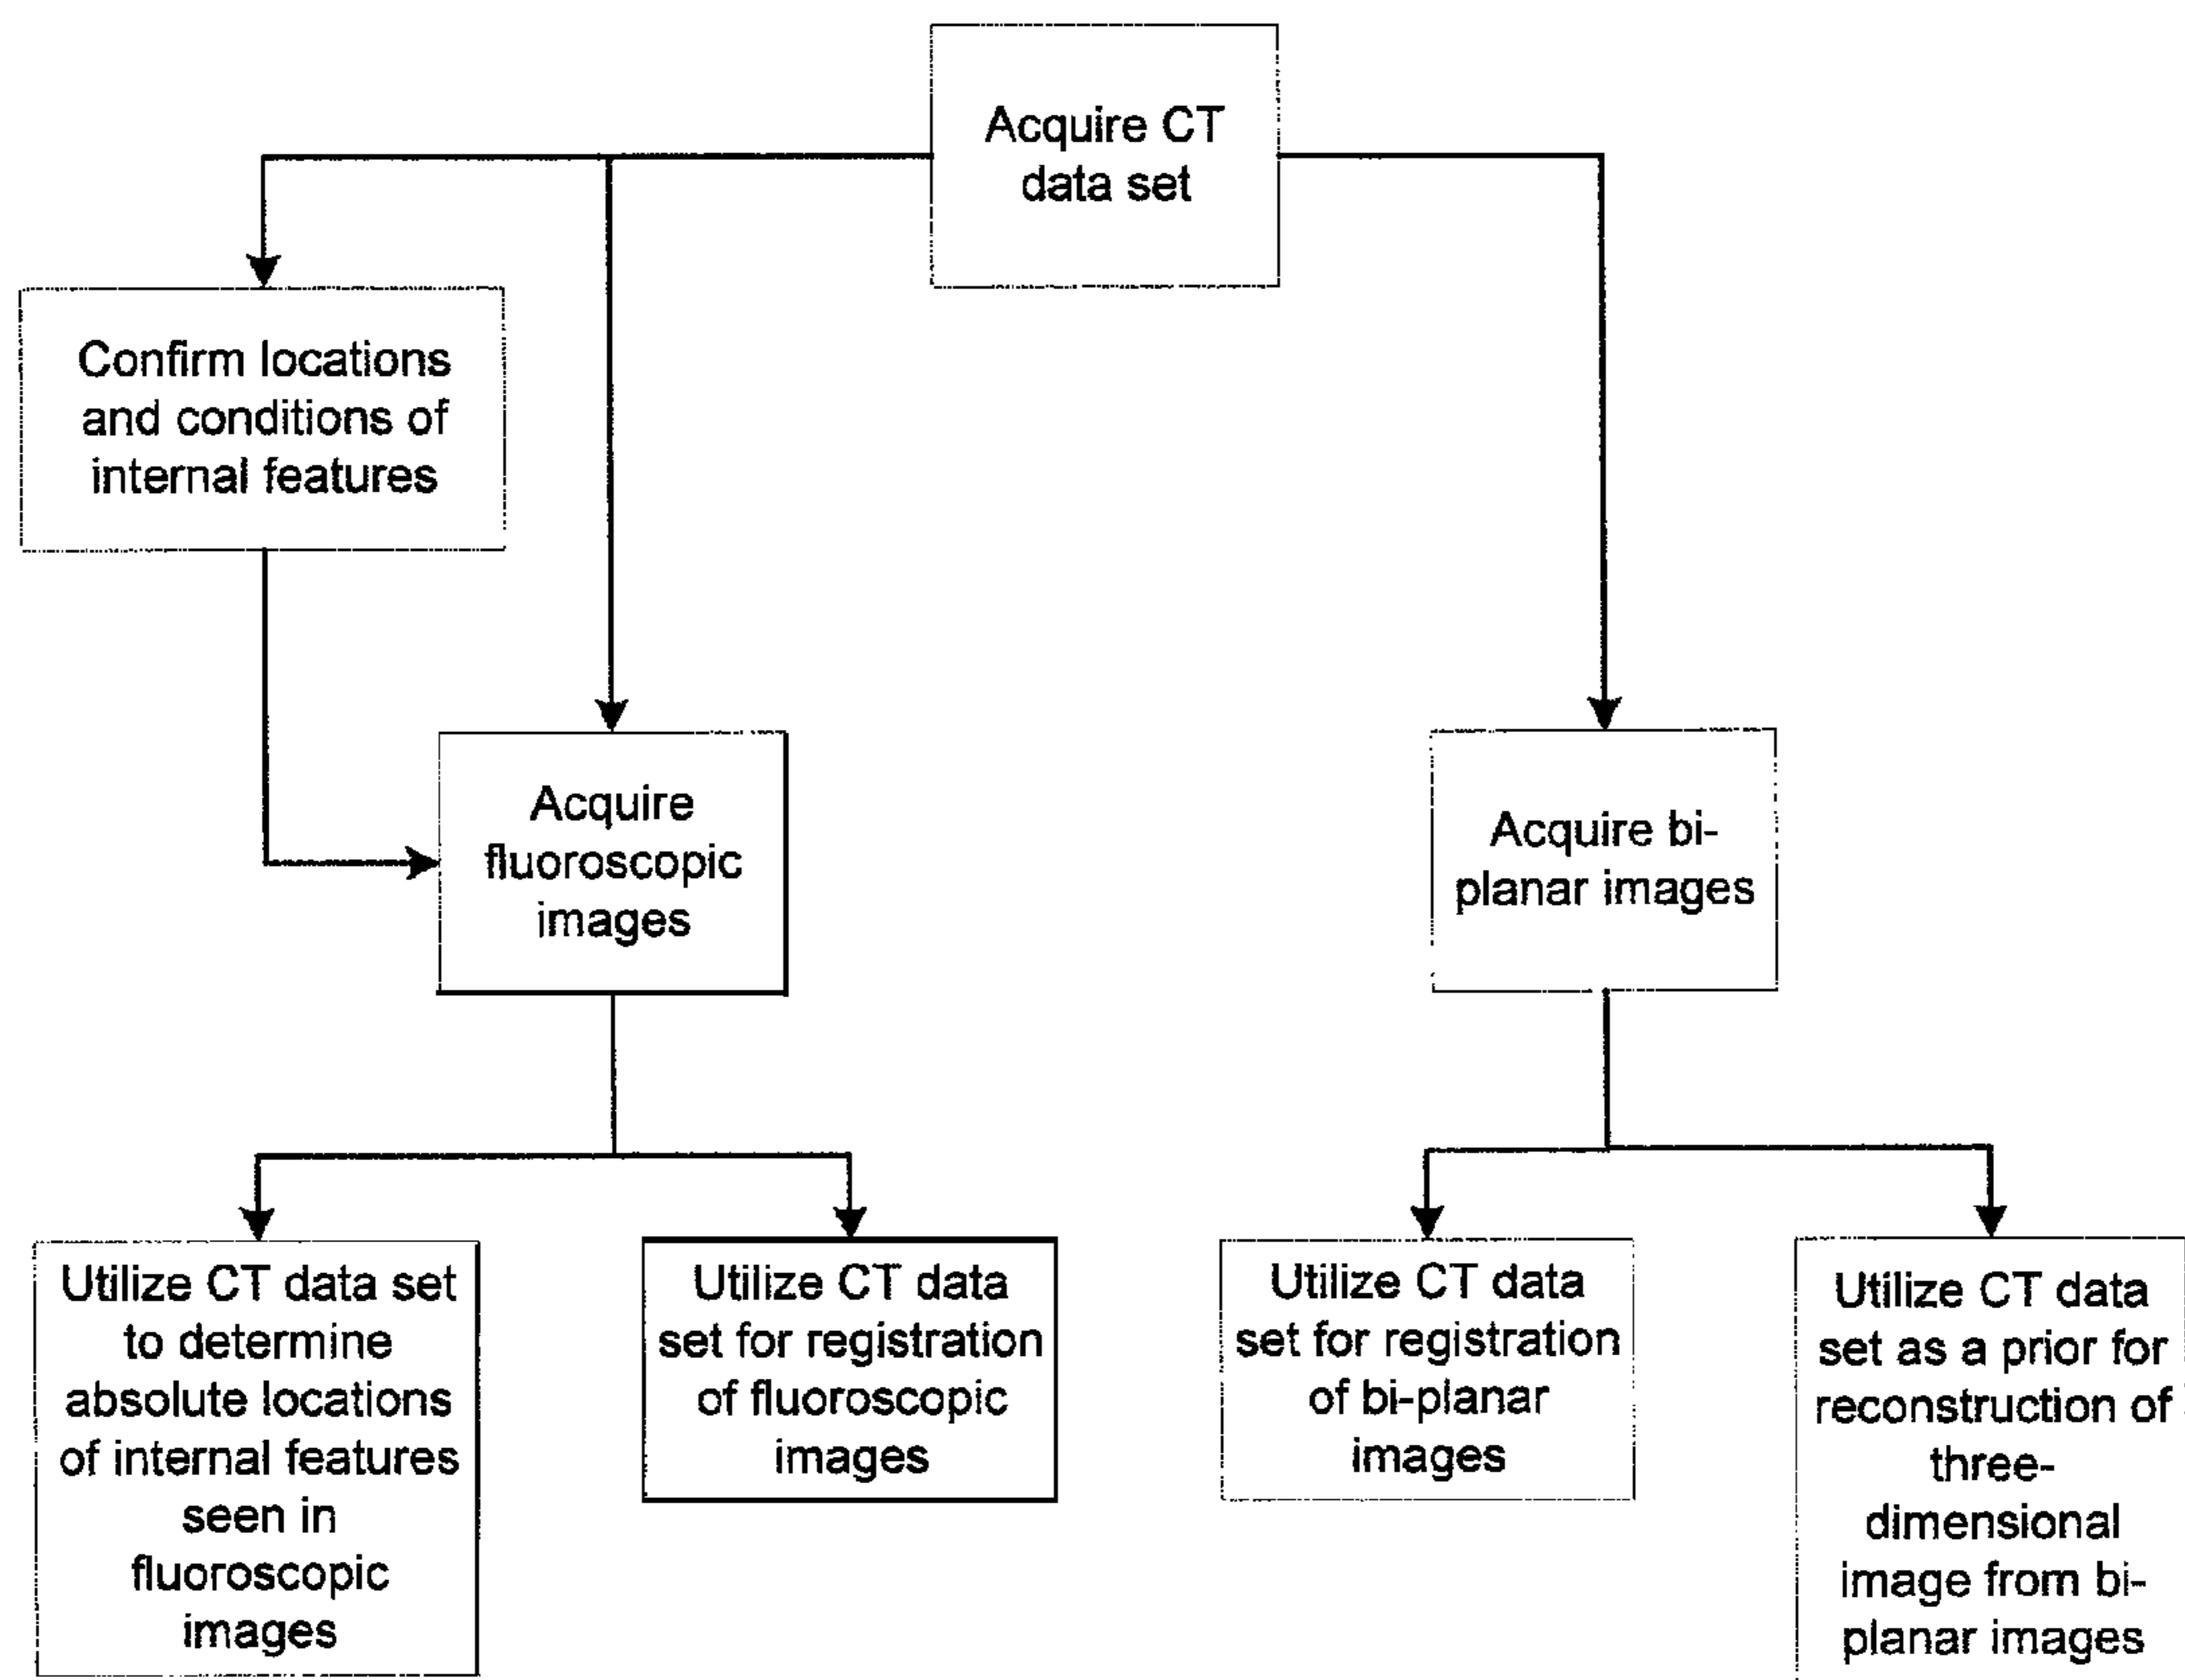 Acquire CT
data set
Confirm locations
and conditions of
internal features
Acquire
fluoroscopic
images
Acquire bi-
planar images
Utilize CT data set
to determine
absolute locations
of internal features
seen in
fluoroscopic
images
Utilize CT data
set for registration
of fluoroscopic
images
Utilize CT data
set for registration
of bi-planar
images
Utilize CT data
set as a prior for
reconstruction of
three-
dimensional
image from bi-
planar images